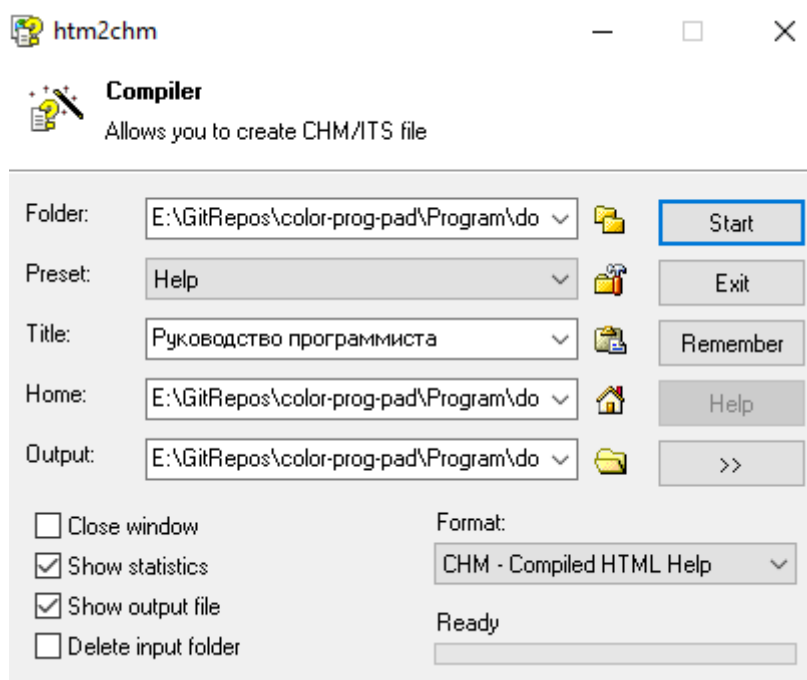 htm2chm
Compiler
Allows you to create CHM/ITS file
Folder: E:\GitRepos\color-prog-pad\Program\do Start
Preset: Help Exit
Title: Руководство программиста Remember
Home: E:\GitRepos\color-prog-pad\Program\do Help
Output: E:\GitRepos\color-prog-pad\Program\do >>
Close window Format:
Show statistics CHM - Compiled HTML Help
Show output file Ready
Delete input folder